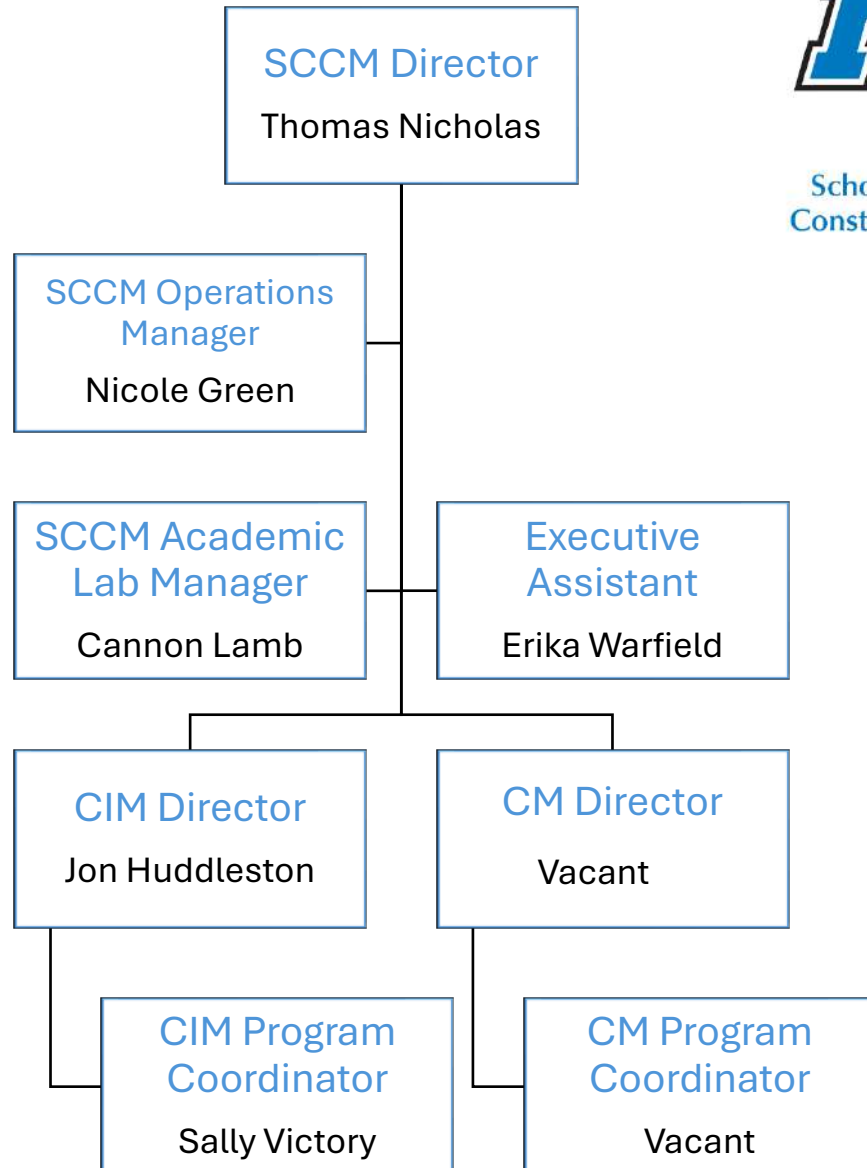 SCCM Director
Thomas Nicholas
SCCM Operations
Manager
Nicole Green
SCCM Academic
Lab Manager
Cannon Lamb
Executive
Assistant
Erika Warfield
CIM Director
Jon Huddleston
CM Director
Vacant
CIM Program
Coordinator
Sally Victory
CM Program
Coordinator
Vacant